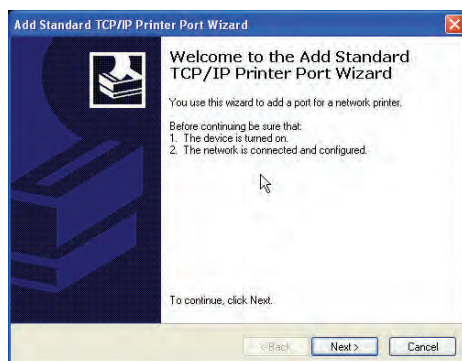 Add Standard TCP/IP Printer Port Wizard
Welcome to the Add Standard
TCP/IP Printer Port Wizard
You use this wizard to add a port for a network printer.
Before continuing be sure that:
1. The device is turned on.
2. The network is connected and configured.
To continue, click Next.
< Back
Next >
Cancel